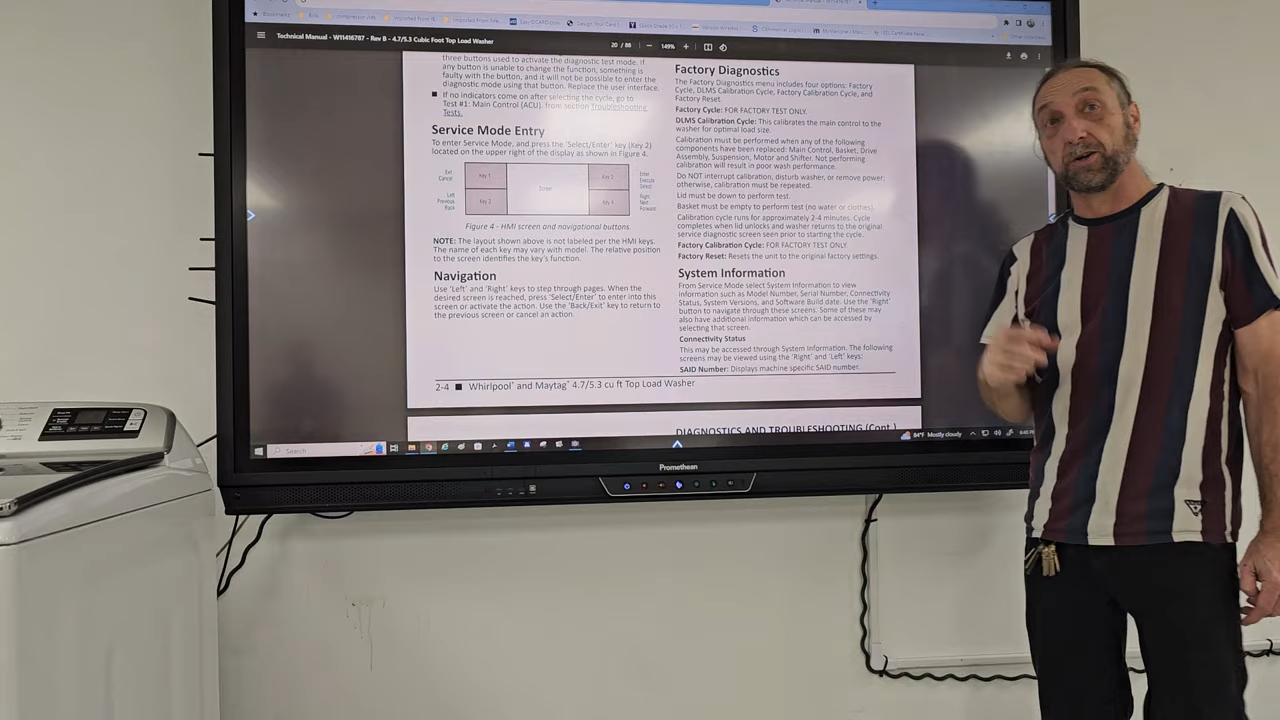 Bookmarks
Technical Manual - W11416787 - Rev B - 4.7/5.3 Cubic Foot Top Load Washer
20 / 88
149%
three buttons used to activate the diagnostic test mode. If
any button is unable to change the function, something is
faulty with the button, and it will not be possible to enter the
diagnostic mode using that button. Replace the user interface.
■ If no indicators come on after selecting the cycle, go to
Test #1: Main Control (ACU), from section Troubleshooting
Tests.
Service Mode Entry
To enter Service Mode, and press the 'Select/Enter' key (Key 2)
located on the upper right of the display as shown in Figure 4.
Exit
Cancel
Key 1
Screen
Key 2
Enter
Execute
Select
Left
Previous
Back
Key 3
Key 4
Right
Next
Forward
Figure 4 - HMI screen and navigational buttons.
NOTE: The layout shown above is not labeled per the HMI keys.
The name of each key may vary with model. The relative position
to the screen identifies the key's function.
Navigation
Use 'Left' and 'Right' keys to step through pages. When the
desired screen is reached, press 'Select/Enter' to enter into this
screen or activate the action. Use the 'Back/Exit' key to return to
the previous screen or cancel an action.
Factory Diagnostics
The Factory Diagnostics menu includes four options: Factory
Cycle, DLMS Calibration Cycle, Factory Calibration Cycle, and
Factory Reset.
Factory Cycle: FOR FACTORY TEST ONLY.
DLMS Calibration Cycle: This calibrates the main control to the
washer for optimal load size.
Calibration must be performed when any of the following
components have been replaced: Main Control, Basket, Drive
Assembly, Suspension, Motor and Shifter. Not performing
calibration will result in poor wash performance.
Do NOT interrupt calibration, disturb washer, or remove power;
otherwise, calibration must be repeated.
Lid must be down to perform test.
Basket must be empty to perform test (no water or clothes).
Calibration cycle runs for approximately 2-4 minutes. Cycle
completes when lid unlocks and washer returns to the original
service diagnostic screen seen prior to starting the cycle.
Factory Calibration Cycle: FOR FACTORY TEST ONLY.
Factory Reset: Resets the unit to the original factory settings.
System Information
From Service Mode select System Information to view
information such as Model Number, Serial Number, Connectivity
Status, System Versions, and Software Build date. Use the 'Right'
button to navigate through these screens. Some of these may
also have additional information which can be accessed by
selecting that screen.
Connectivity Status
This may be accessed through System Information. The following
screens may be viewed using the 'Right' and 'Left' keys:
SAID Number: Displays machine specific SAID number.
2-4 ■ Whirlpool® and Maytag® 4.7/5.3 cu ft Top Load Washer
DIAGNOSTICS AND TROUBLESHOOTING (Cont.)
Search
84°F Mostly cloudy
Promethean